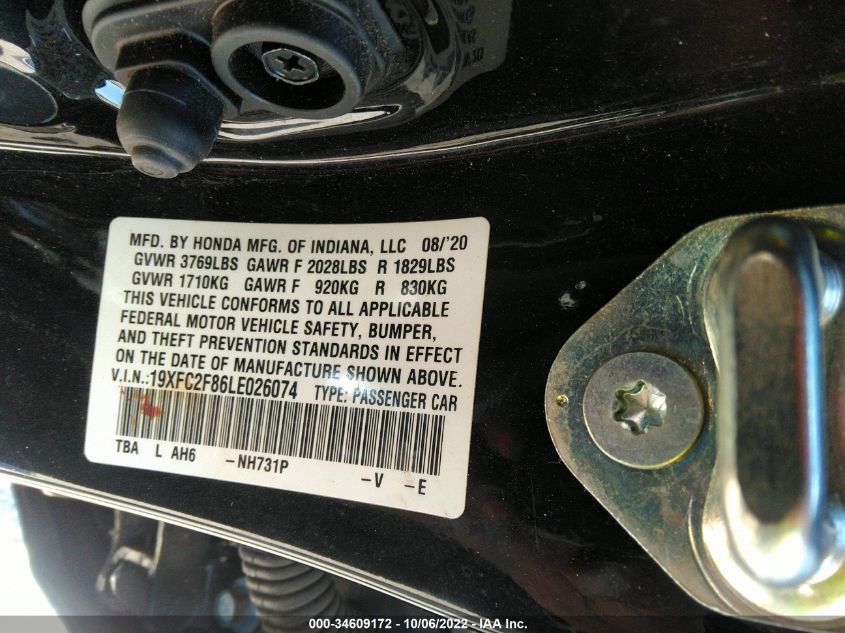 MFD. BY HONDA MFG. OF INDIANA, LLC 08/'20
GVWR 3769LBS GAWR F 2028LBS R 1829LBS
GVWR 1710KG GAWR F 920KG R 830KG
THIS VEHICLE CONFORMS TO ALL APPLICABLE
FEDERAL MOTOR VEHICLE SAFETY, BUMPER,
AND THEFT PREVENTION STANDARDS IN EFFECT
ON THE DATE OF MANUFACTURE SHOWN ABOVE.
V.I.N.:19XFC2F86LE026074 TYPE: PASSENGER CAR
TBA L AH6 -NH731P -V -E
000-34609172 - 10/06/2022 - IAA Inc.